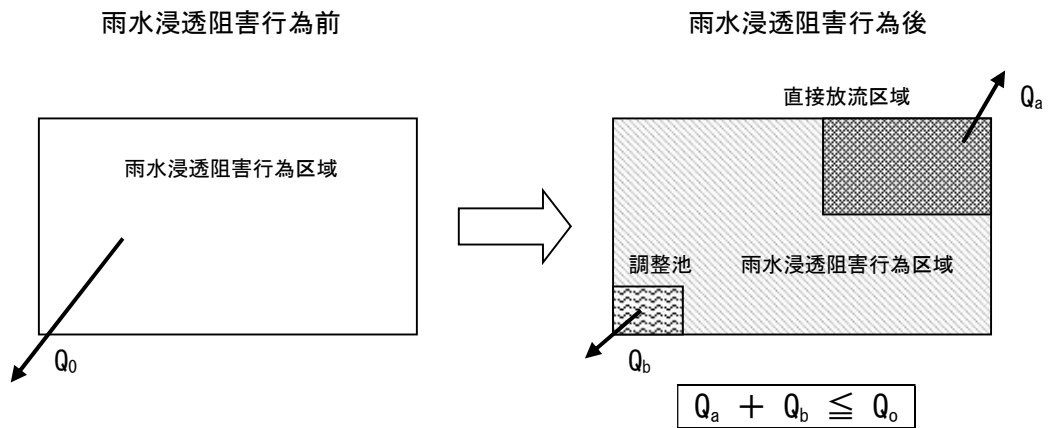 雨水浸透阻害行為前
雨水浸透阻害行為区域
Q₀
雨水浸透阻害行為後
直接放流区域
Qₐ
調整池
雨水浸透阻害行為区域
Q_b
Qₐ + Q_b ≦ Qₒ